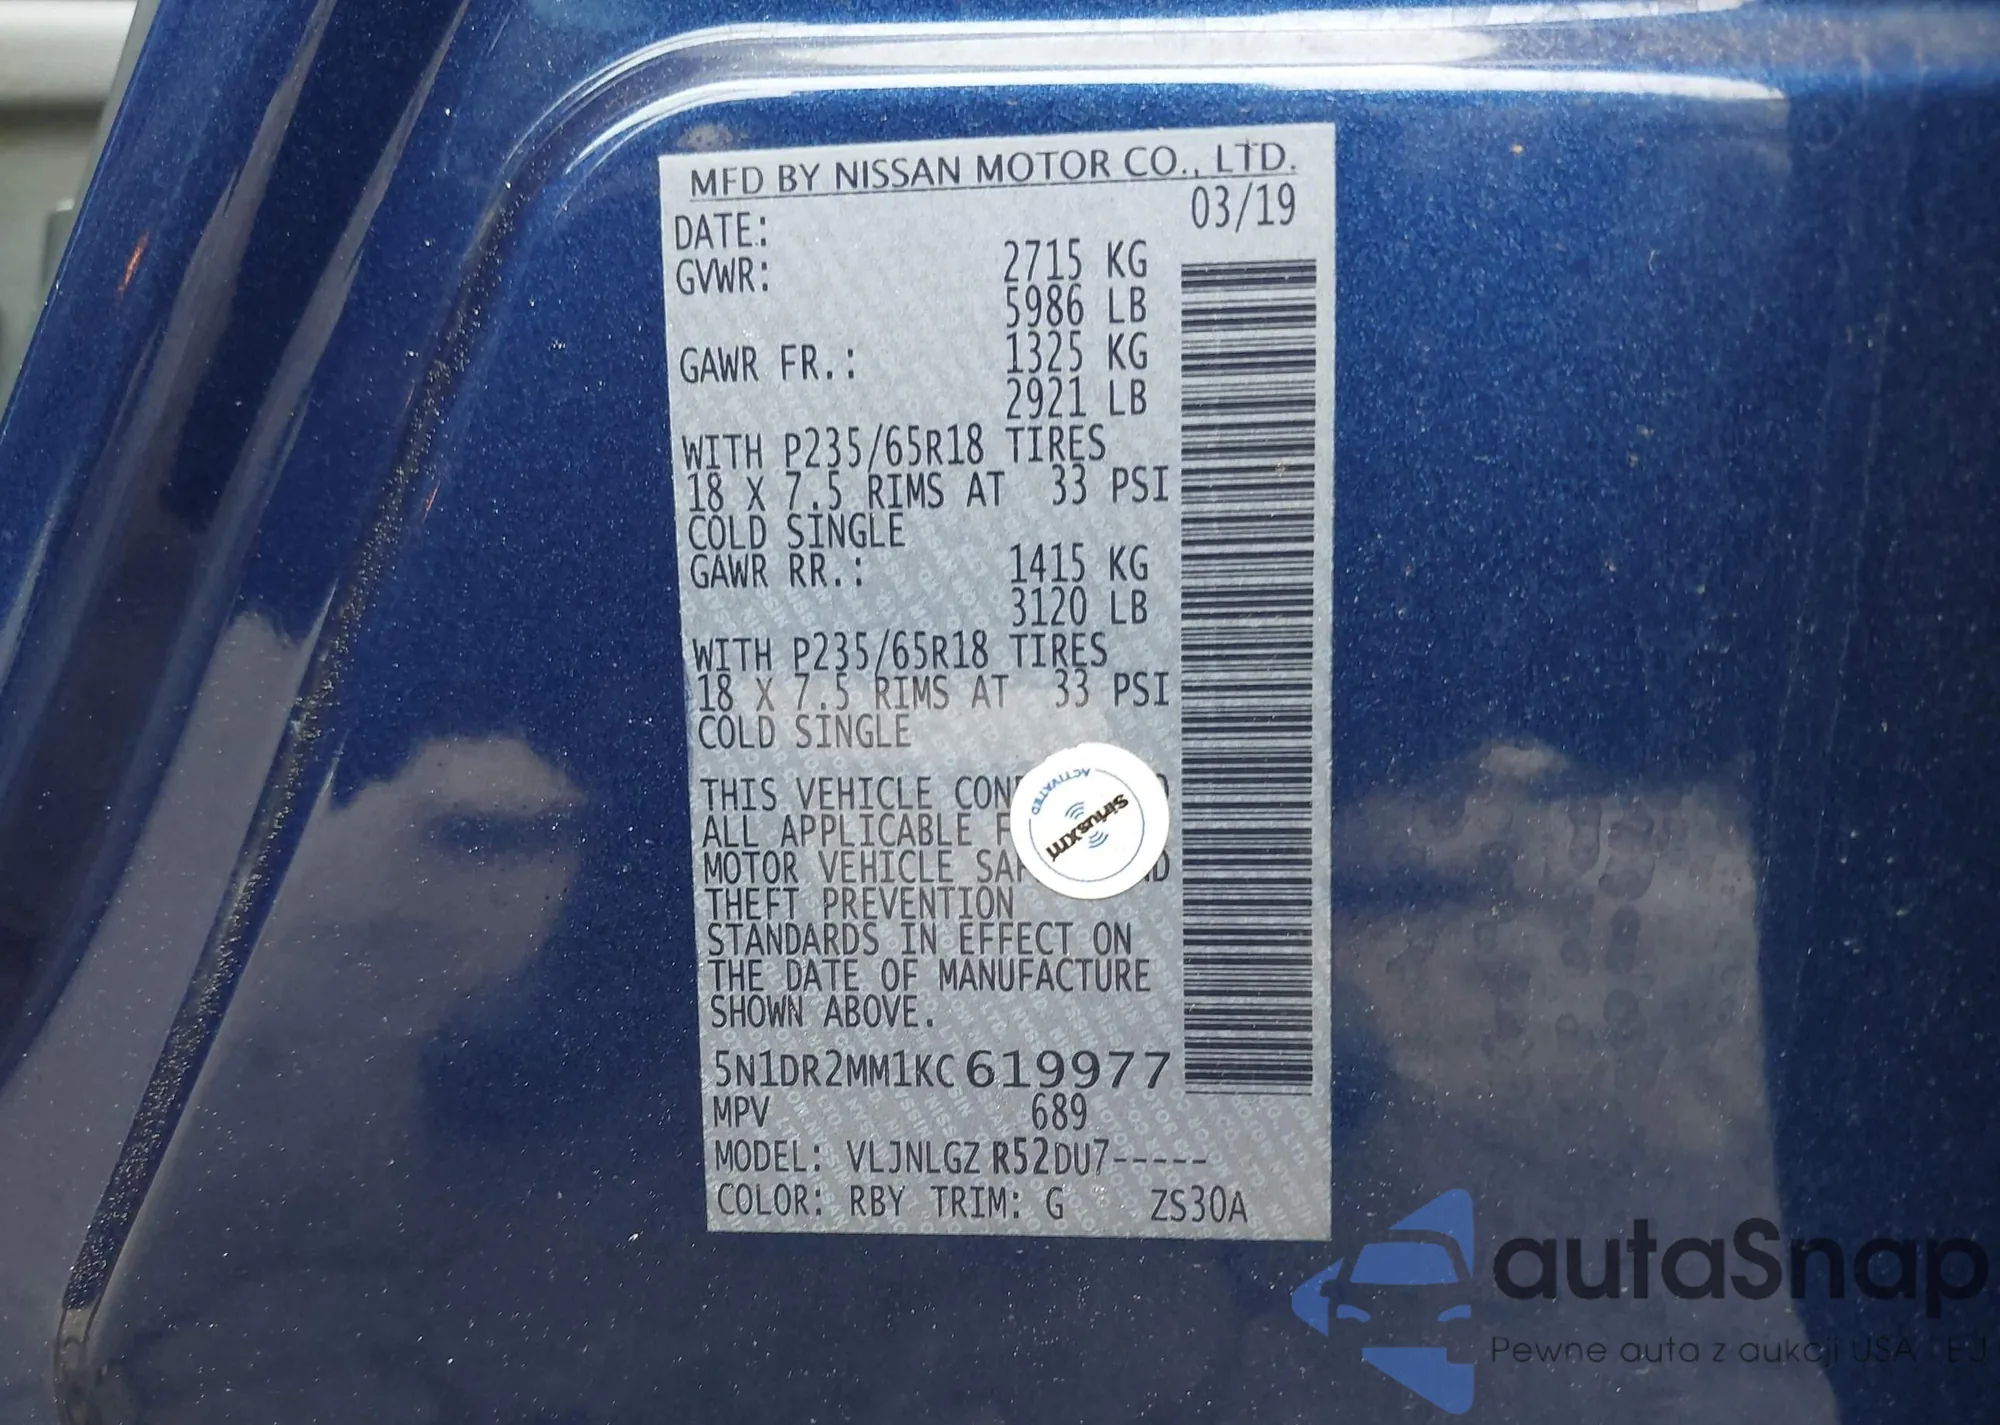 MFD BY NISSAN MOTOR CO., LTD.
DATE: 03/19
GVWR: 2715 KG
5986 LB
GAWR FR.: 1325 KG
2921 LB
WITH P235/65R18 TIRES
18 X 7.5 RIMS AT 33 PSI
COLD SINGLE
GAWR RR.: 1415 KG
3120 LB
WITH P235/65R18 TIRES
18 X 7.5 RIMS AT 33 PSI
COLD SINGLE
THIS VEHICLE
ALL APPLICABLE
MOTOR VEHICLE
THEFT PREVENTION
STANDARDS IN EFFECT ON
THE DATE OF MANUFACTURE
SHOWN ABOVE.
5N1DR2MM1KC619977
MPV 689
MODEL: VLJNLGZ R52DU7-----
COLOR: RBY TRIM: G ZS30A
ACTIVATED
SiriusXM
autaSnap
Pewne auta z aukcji USA i EU